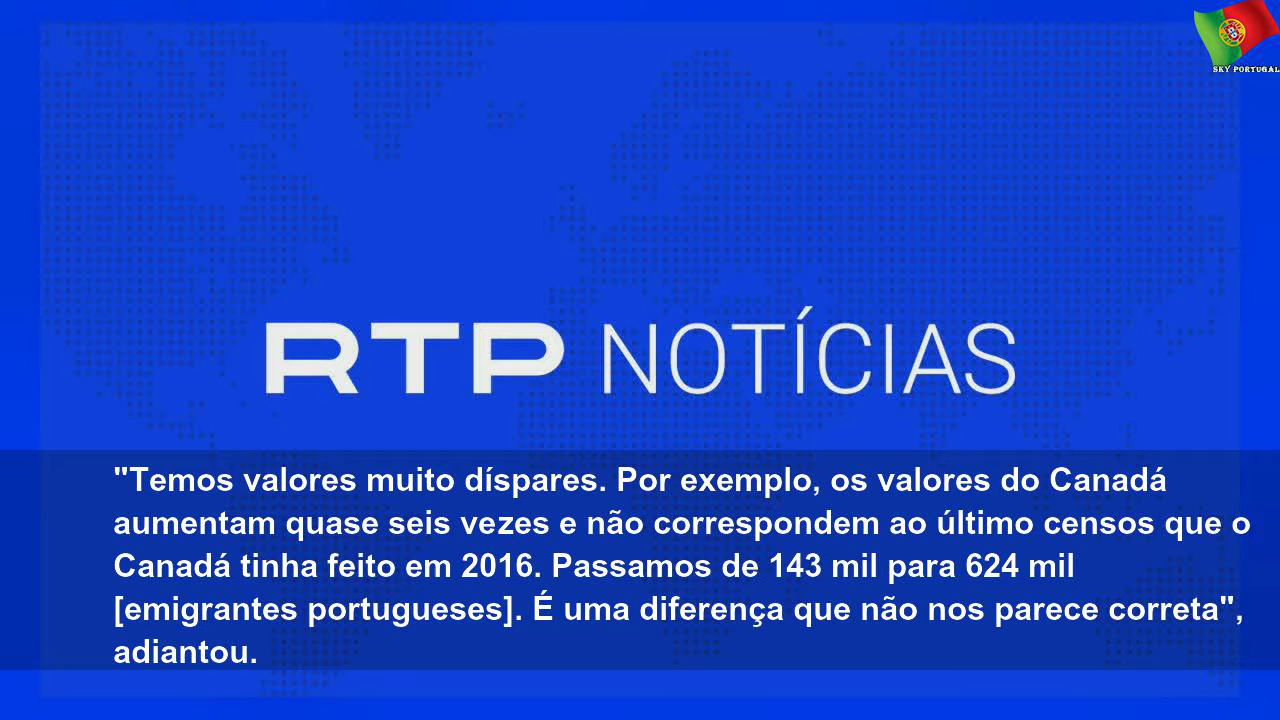 SKY PORTUGAL
RTP NOTÍCIAS
"Temos valores muito díspares. Por exemplo, os valores do Canadá
aumentam quase seis vezes e não correspondem ao último censos que o
Canadá tinha feito em 2016. Passamos de 143 mil para 624 mil
[emigrantes portugueses]. É uma diferença que não nos parece correta",
adiantou.